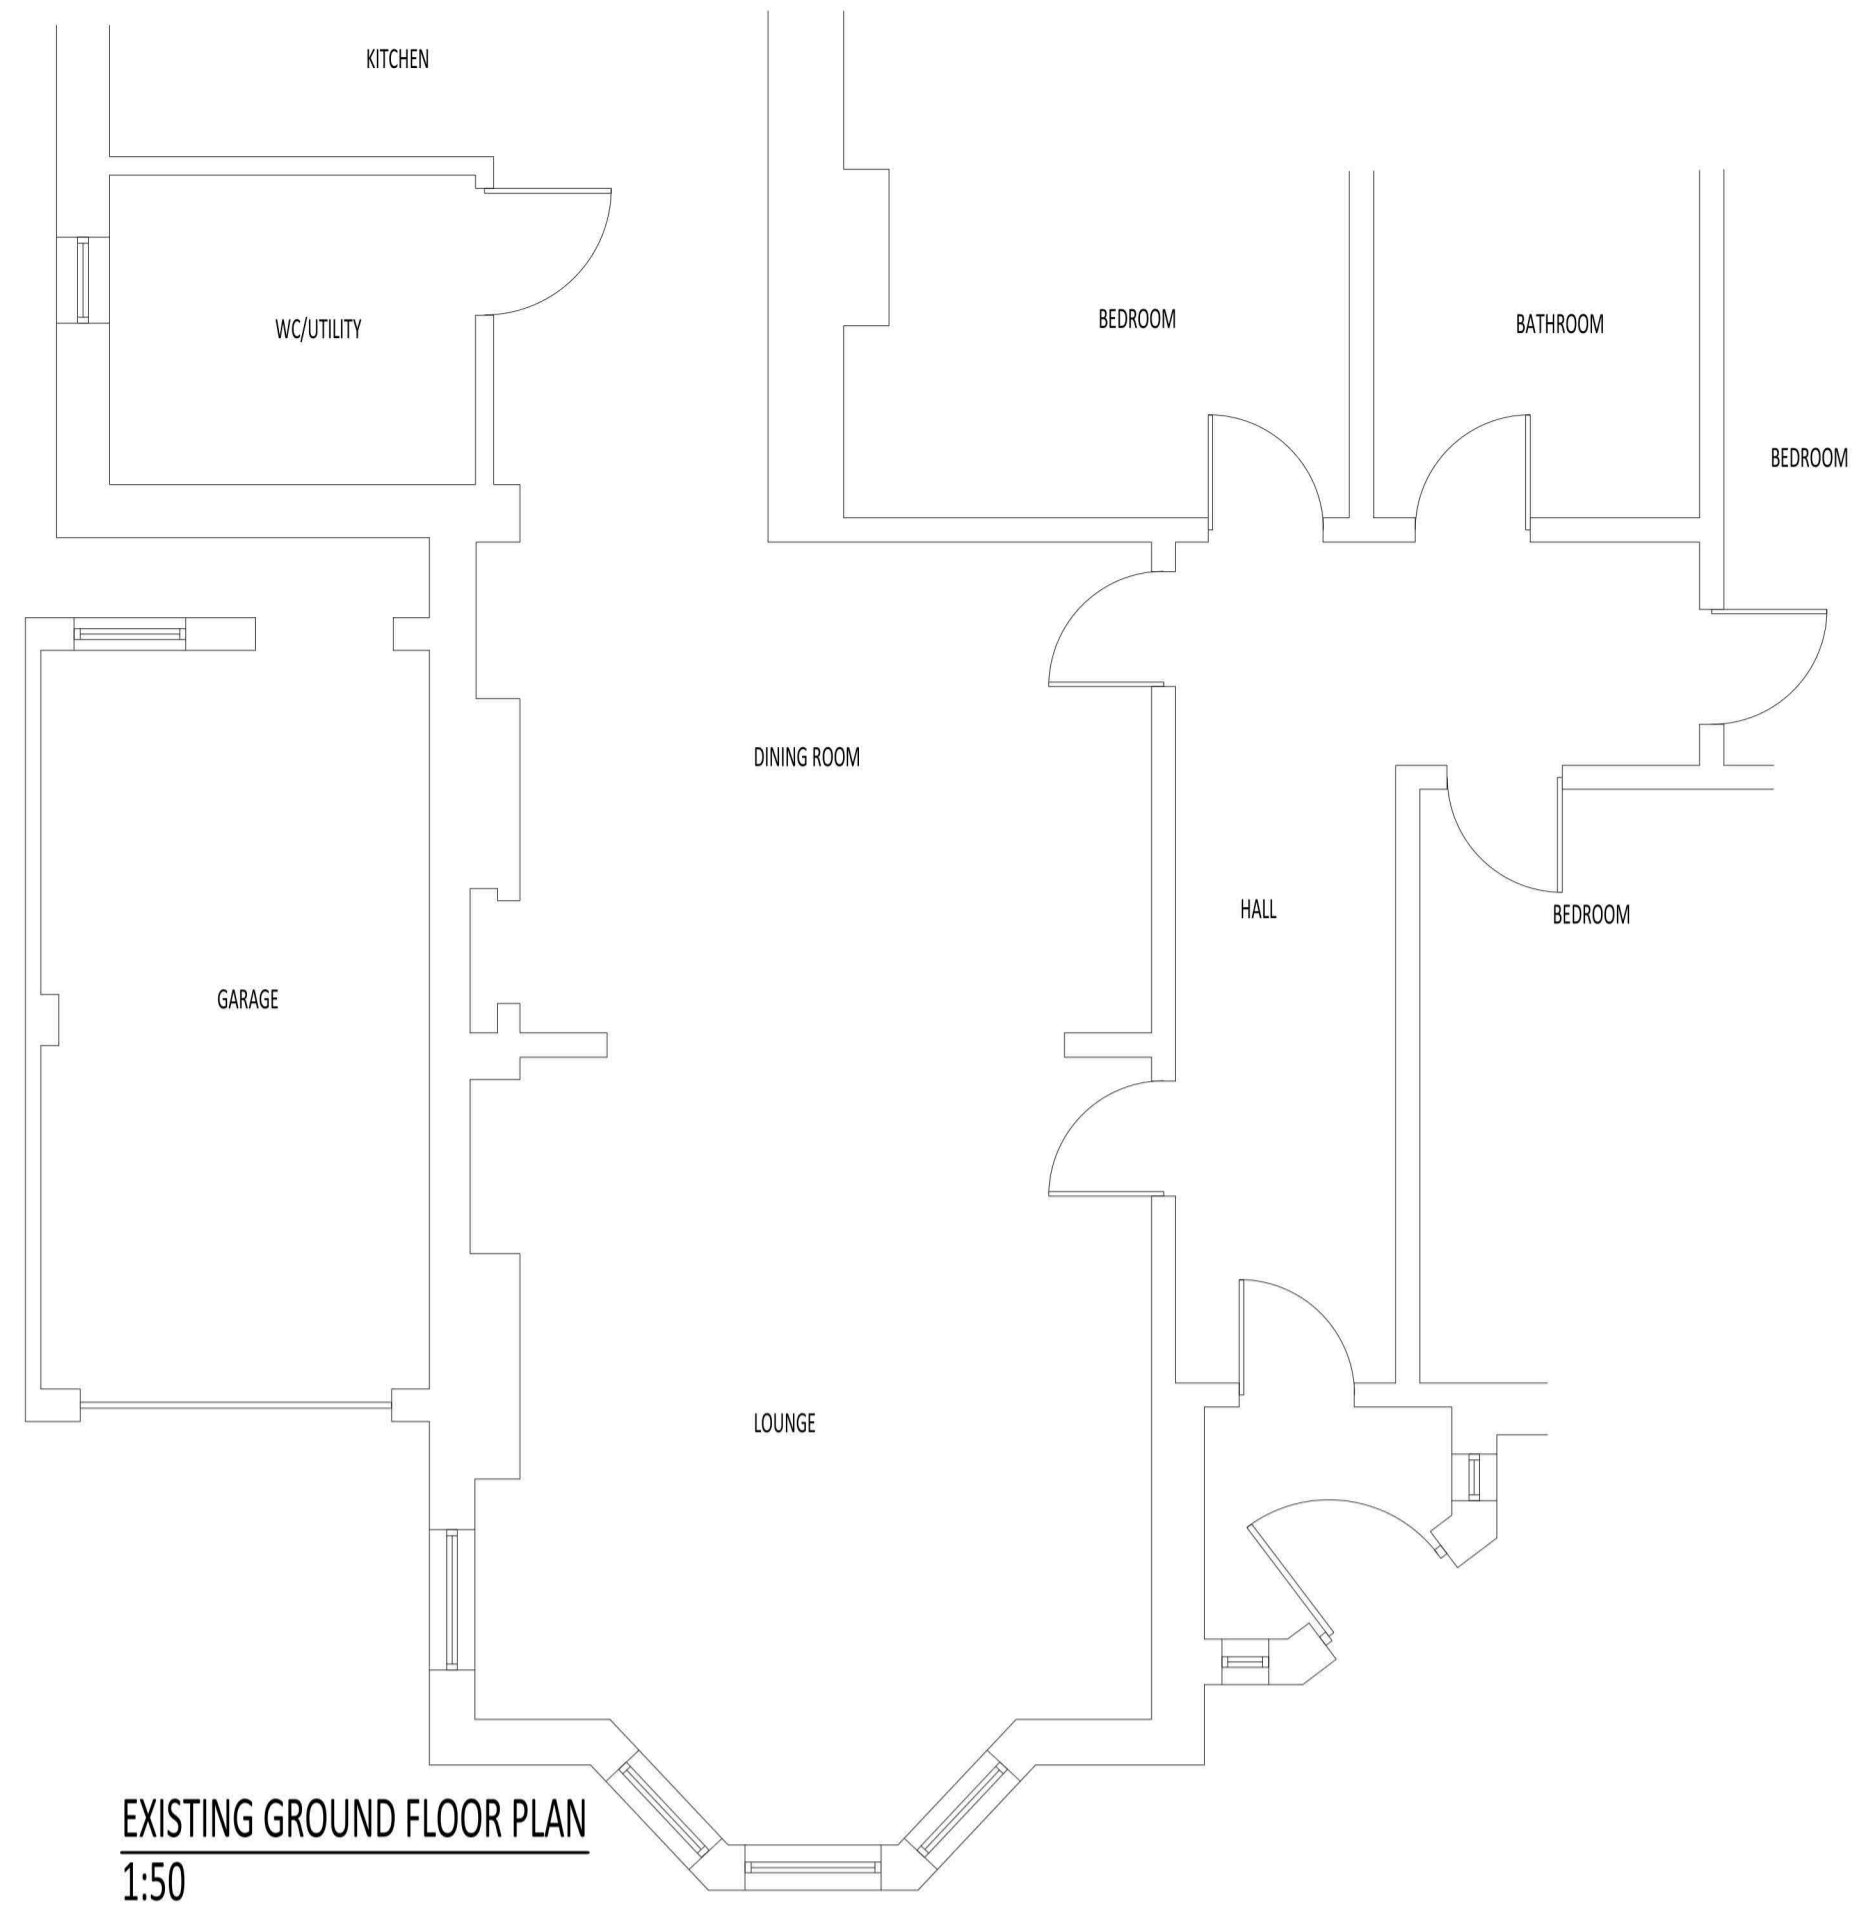 KITCHEN
WC/UTILITY
BEDROOM
BATHROOM
BEDROOM
DINING ROOM
HALL
BEDROOM
GARAGE
LOUNGE
EXISTING GROUND FLOOR PLAN
1:50